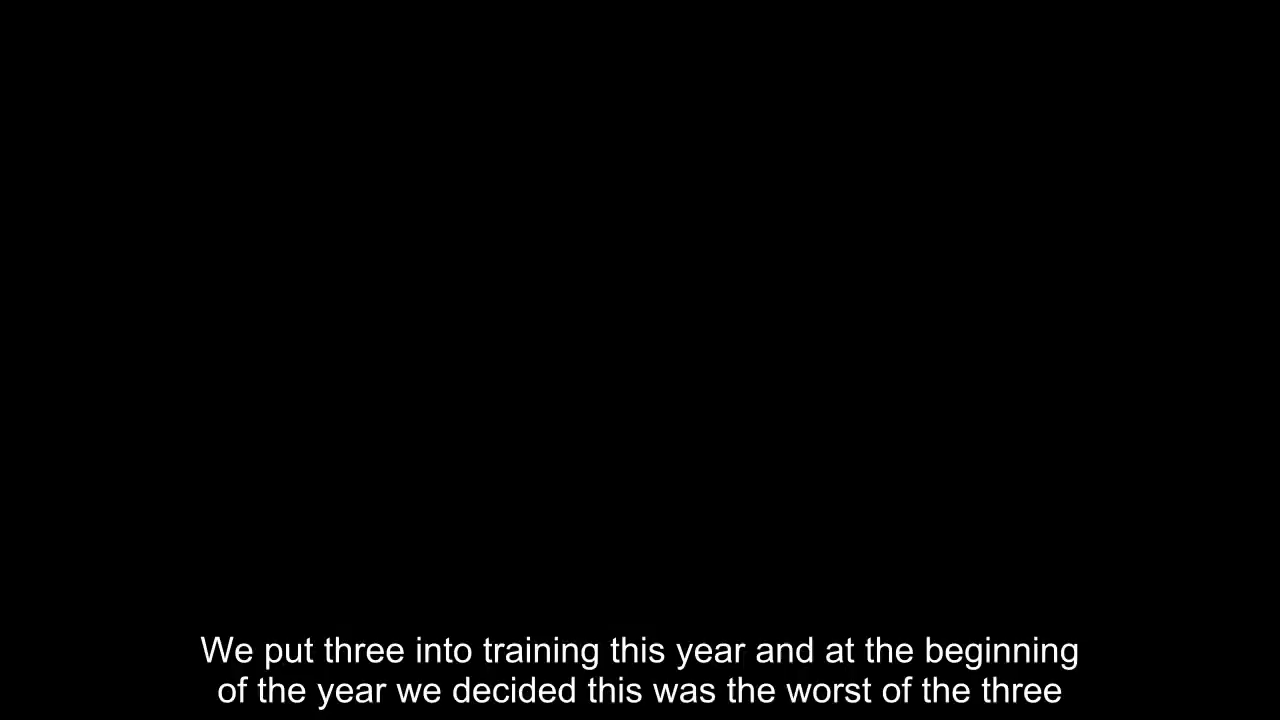 We put three into training this year and at the beginning
of the year we decided this was the worst of the three